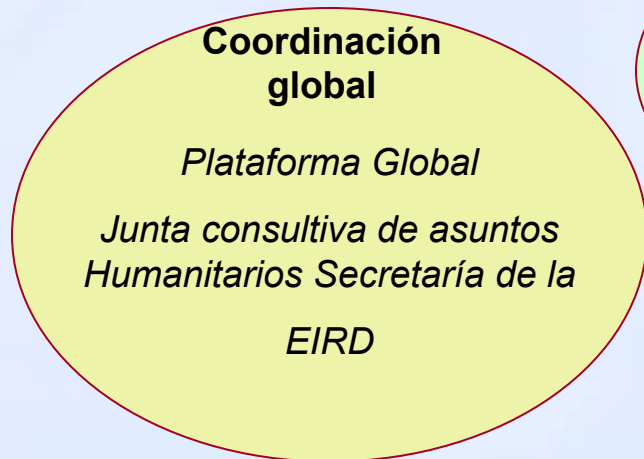 Coordinación
global
Plataforma Global
Junta consultiva de asuntos
Humanitarios Secretaría de la
EIRD